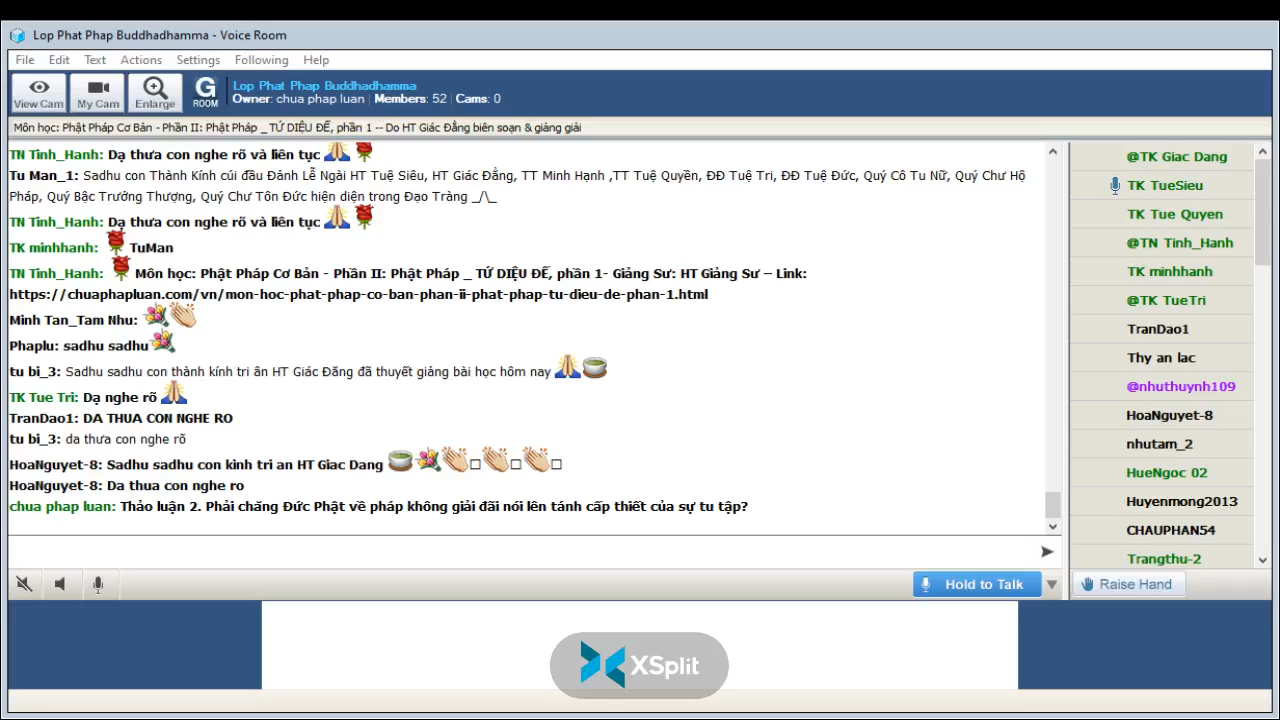 Lop Phat Phap Buddhadhamma - Voice Room
File Edit Text Actions Settings Following Help
View Cam My Cam Enlarge G ROOM
Lop Phat Phap Buddhadhamma
Owner: chua phap luan | Members: 52 | Cams: 0
Môn học: Phật Pháp Cơ Bản - Phần II: Phật Pháp _ TỨ DIỆU ĐẾ, phần 1 -- Do HT Giác Đẳng biên soạn & giảng giải
TN Tinh_Hanh: Dạ thưa con nghe rõ và liên tục
Tu Man_1: Sadhu con Thành Kính cúi đầu Đảnh Lễ Ngài HT Tuệ Siêu, HT Giác Đẳng, TT Minh Hạnh ,TT Tuệ Quyền, ĐĐ Tuệ Trị, ĐĐ Tuệ Đức, Quý Cô Tu Nữ, Quý Chư Hộ
Pháp, Quý Bậc Trưởng Thượng, Quý Chư Tôn Đức hiện diện trong Đạo Tràng _/\_
TN Tinh_Hanh: Dạ thưa con nghe rõ và liên tục
TK minhhanh: TuMan
TN Tinh_Hanh: Môn học: Phật Pháp Cơ Bản - Phần II: Phật Pháp _ TỨ DIỆU ĐẾ, phần 1- Giảng Sư: HT Giảng Sư – Link:
https://chuaphapluan.com/vn/mon-hoc-phat-phap-co-ban-phan-ii-phat-phap-tu-dieu-de-phan-1.html
Minh Tan_Tam Nhu:
Phaplu: sadhu sadhu
tu bi_3: Sadhu sadhu con thành kính tri ân HT Giác Đăng đã thuyết giảng bài học hôm nay
TK Tue Tri: Dạ nghe rõ
TranDao1: DA THUA CON NGHE RO
tu bi_3: da thưa con nghe rõ
HoaNguyet-8: Sadhu sadhu con kinh tri an HT Giac Dang
HoaNguyet-8: Da thua con nghe ro
chua phap luan: Thảo luận 2. Phải chăng Đức Phật về pháp không giải đãi nói lên tánh cấp thiết của sự tu tập?
@TK Giac Dang
TK TueSieu
TK Tue Quyen
@TN Tinh_Hanh
TK minhhanh
@TK TueTri
TranDao1
Thy an lac
@nhuthuynh109
HoaNguyet-8
nhutam_2
HueNgoc 02
Huyenmong2013
CHAUPHAN54
Trangthu-2
Hold to Talk
Raise Hand
XSplit